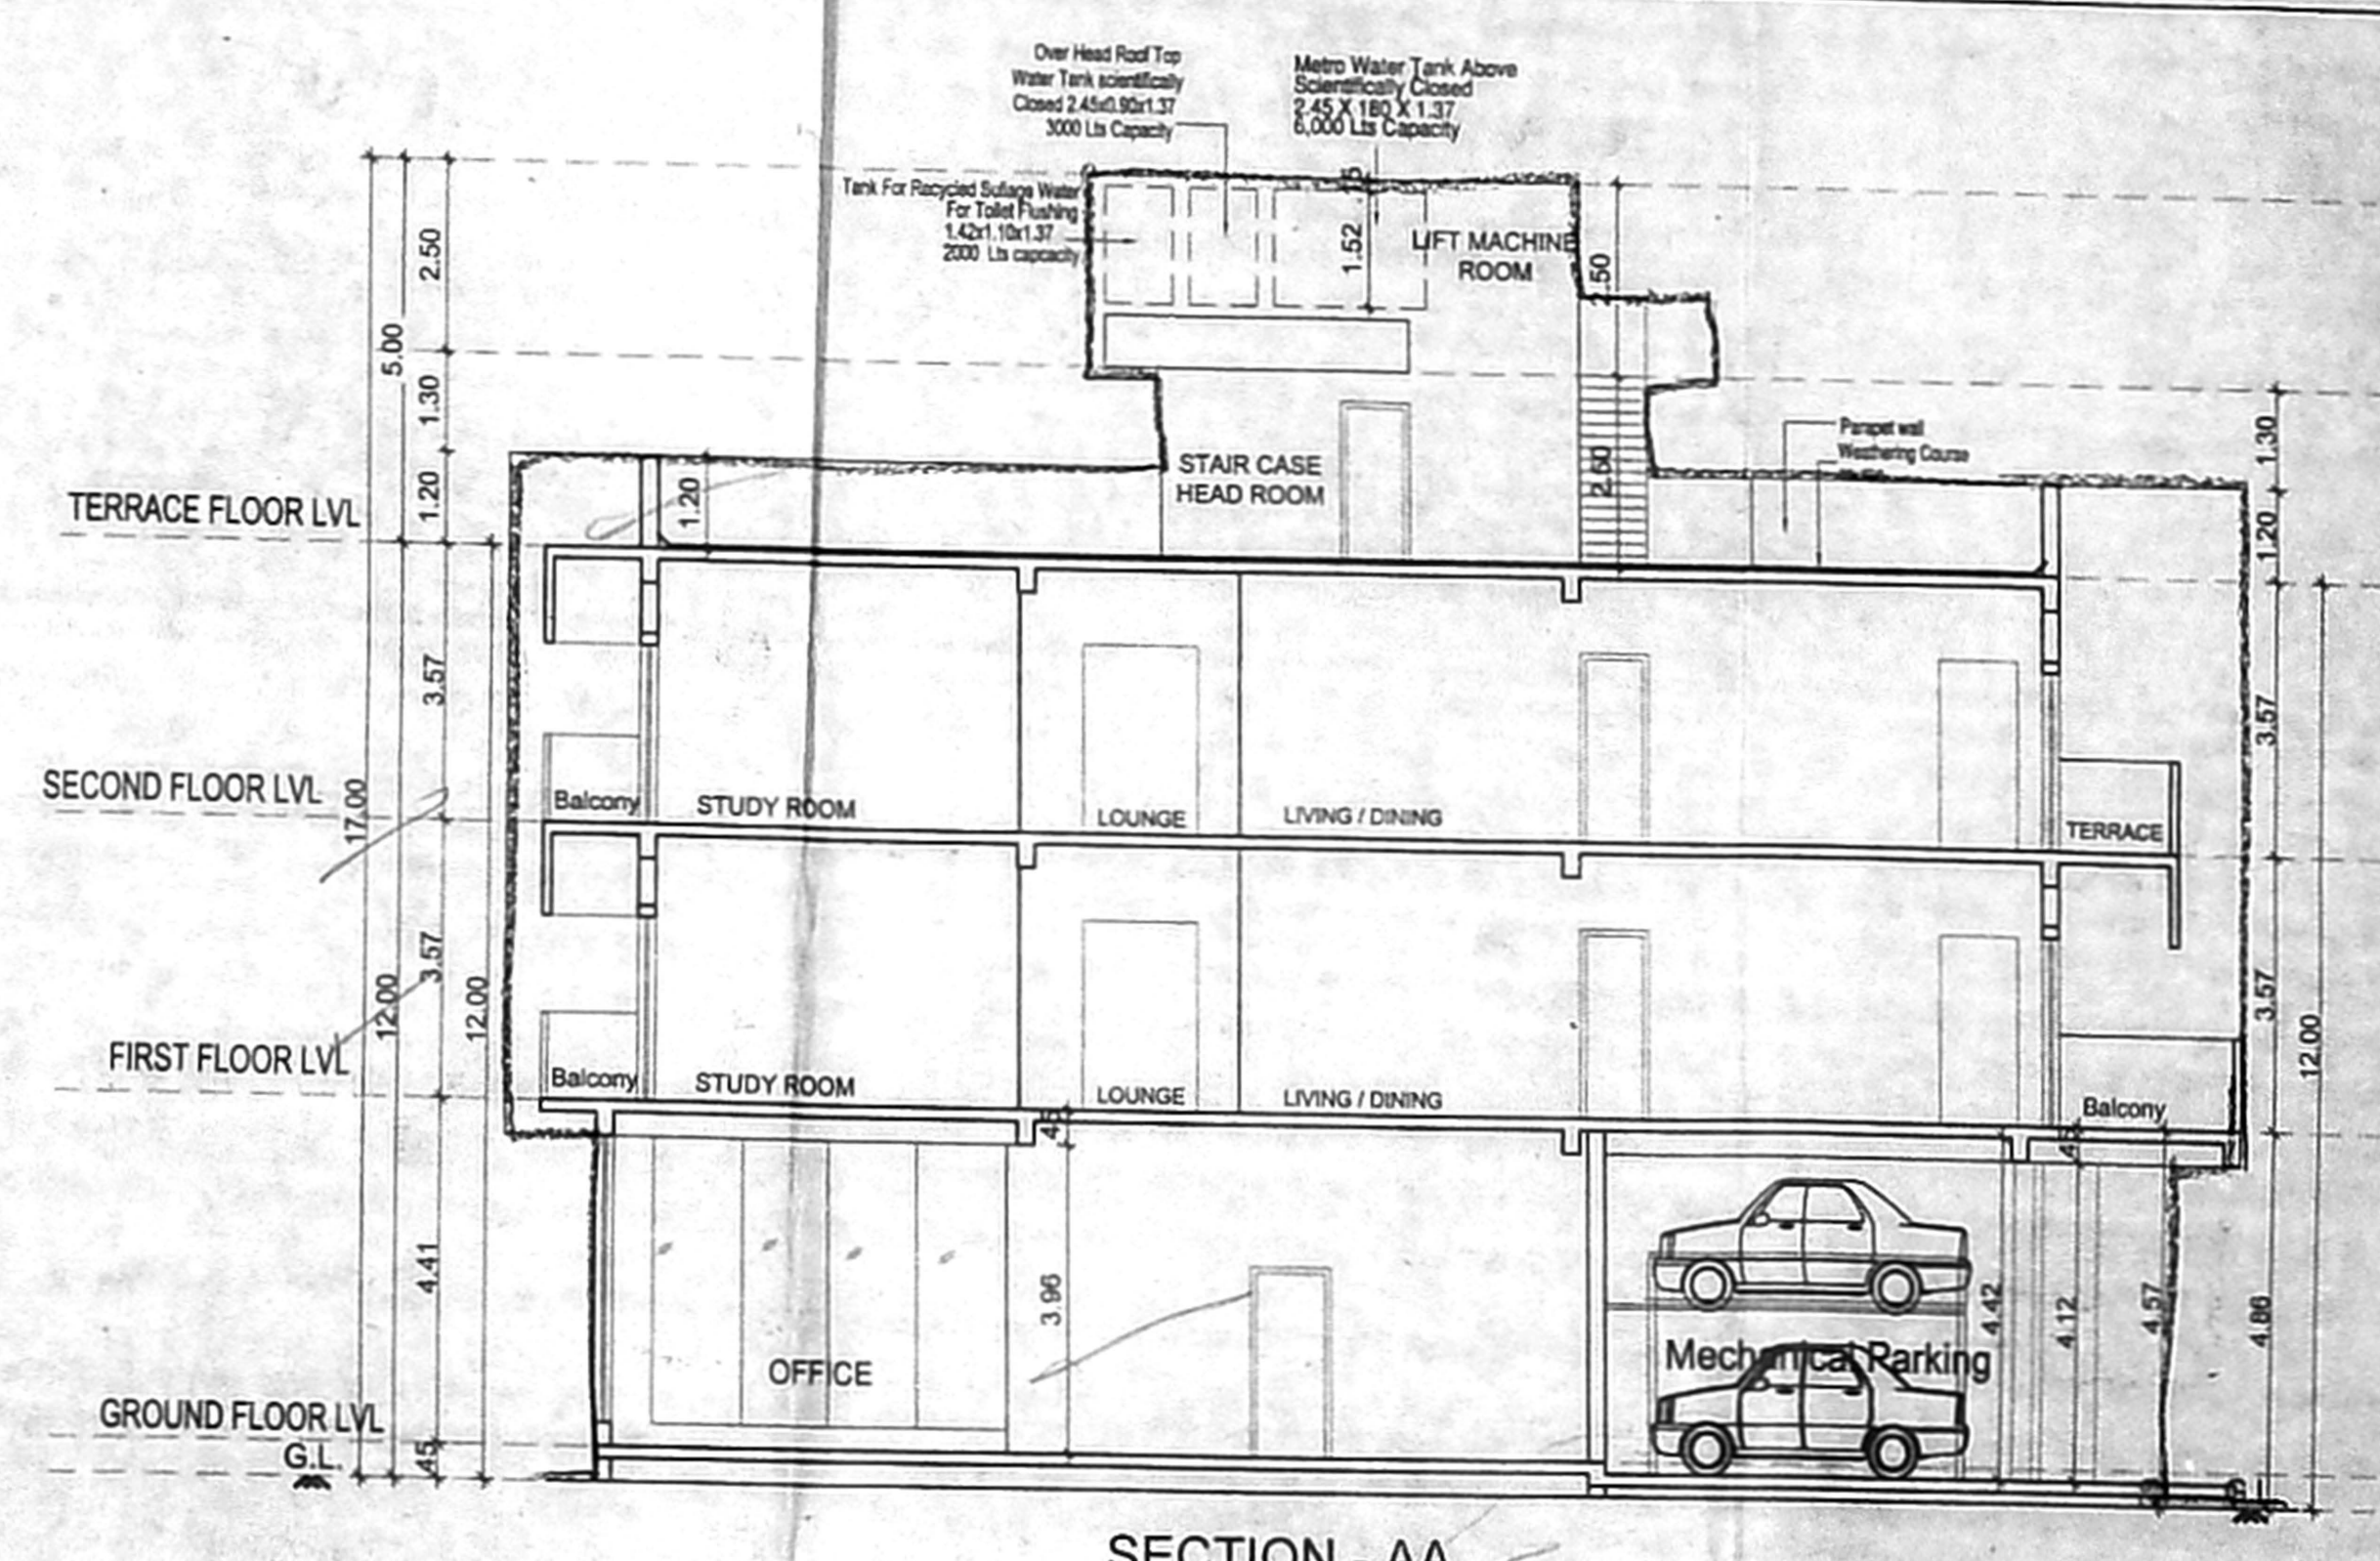 Over Head Roof Top
Water Tank scientifically
Closed 2.45x0.90x1.37
3000 Lts Capacity
Metro Water Tank Above
Scientifically Closed
2.45 X 180 X 1.37
6,000 Lts Capacity
Tank For Recycled Sullage Water
For Toilet Flushing
1.42x1.10x1.37
2000 Lts capcacity
LIFT MACHINE
ROOM
1.52
.15
2.50
2.50
5.00
1.30
1.20
STAIR CASE
HEAD ROOM
2.50
1.20
Parapet wall
Weathering Course
1.30
1.20
TERRACE FLOOR LVL
3.57
3.57
SECOND FLOOR LVL
17.00
Balcony
STUDY ROOM
LOUNGE
LIVING / DINING
TERRACE
3.57
12.00
12.00
3.57
12.00
FIRST FLOOR LVL
Balcony
STUDY ROOM
LOUNGE
LIVING / DINING
Balcony
.45
.45
4.41
3.96
OFFICE
Mechanical Parking
4.42
4.12
4.57
4.86
GROUND FLOOR LVL
G.L.
.45
SECTION - AA